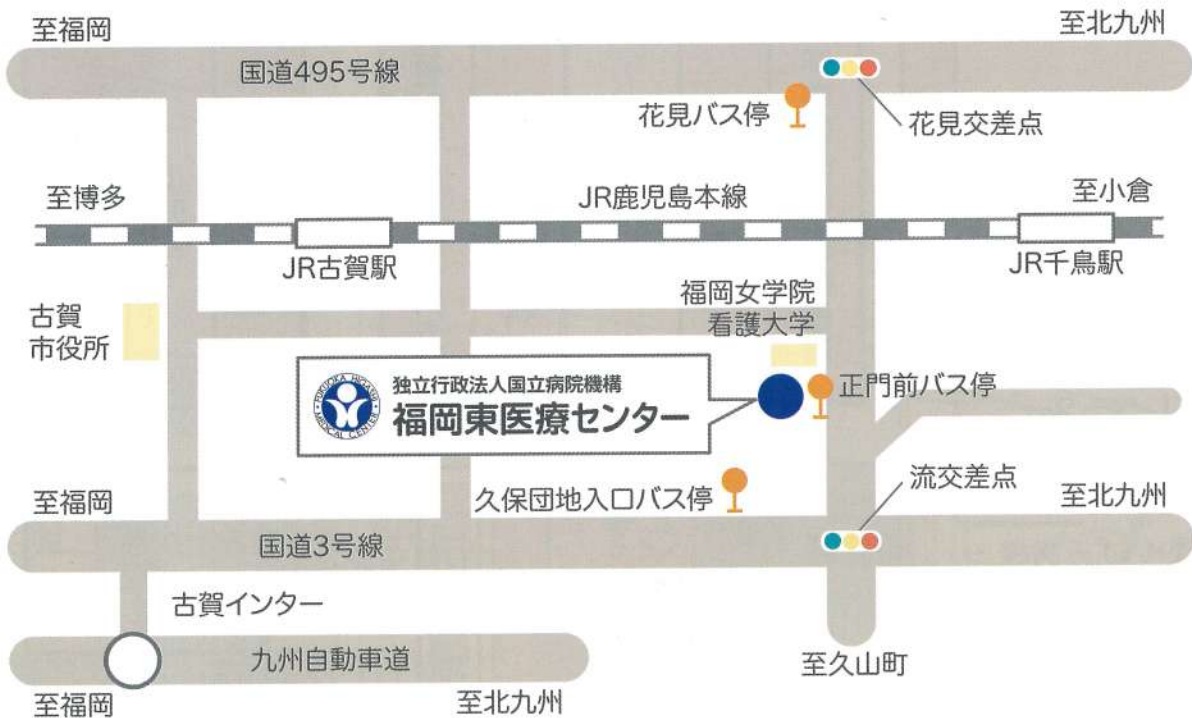 至福岡
至北九州
国道495号線
花見バス停
花見交差点
至博多
JR鹿児島本線
至小倉
JR古賀駅
JR千鳥駅
古賀
市役所
福岡女学院
看護大学
FUKUOKA HIGASHI
MEDICAL CENTER
独立行政法人国立病院機構
福岡東医療センター
正門前バス停
至福岡
久保団地入口バス停
流交差点
至北九州
国道3号線
古賀インター
九州自動車道
至久山町
至福岡
至北九州